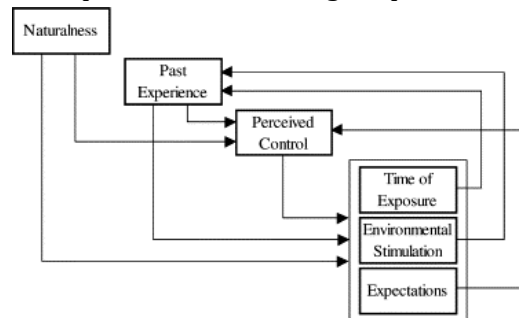 Naturalness
Past
Experience
Perceived
Control
Time of
Exposure
Environmental
Stimulation
Expectations